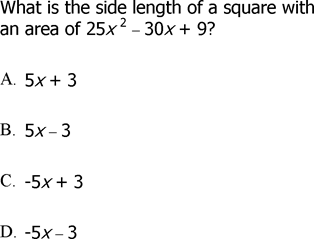 What is the side length of a square with
an area of 25x² – 30x + 9?
A. 5x + 3
B. 5x – 3
C. -5x + 3
D. -5x – 3